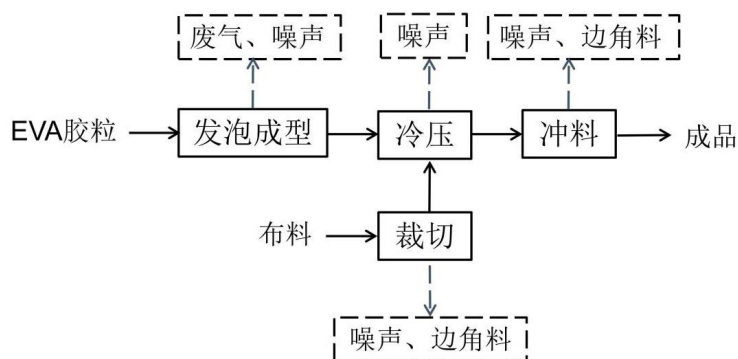 废气、噪声
噪声
噪声、边角料
EVA胶粒
发泡成型
冷压
冲料
成品
布料
裁切
噪声、边角料